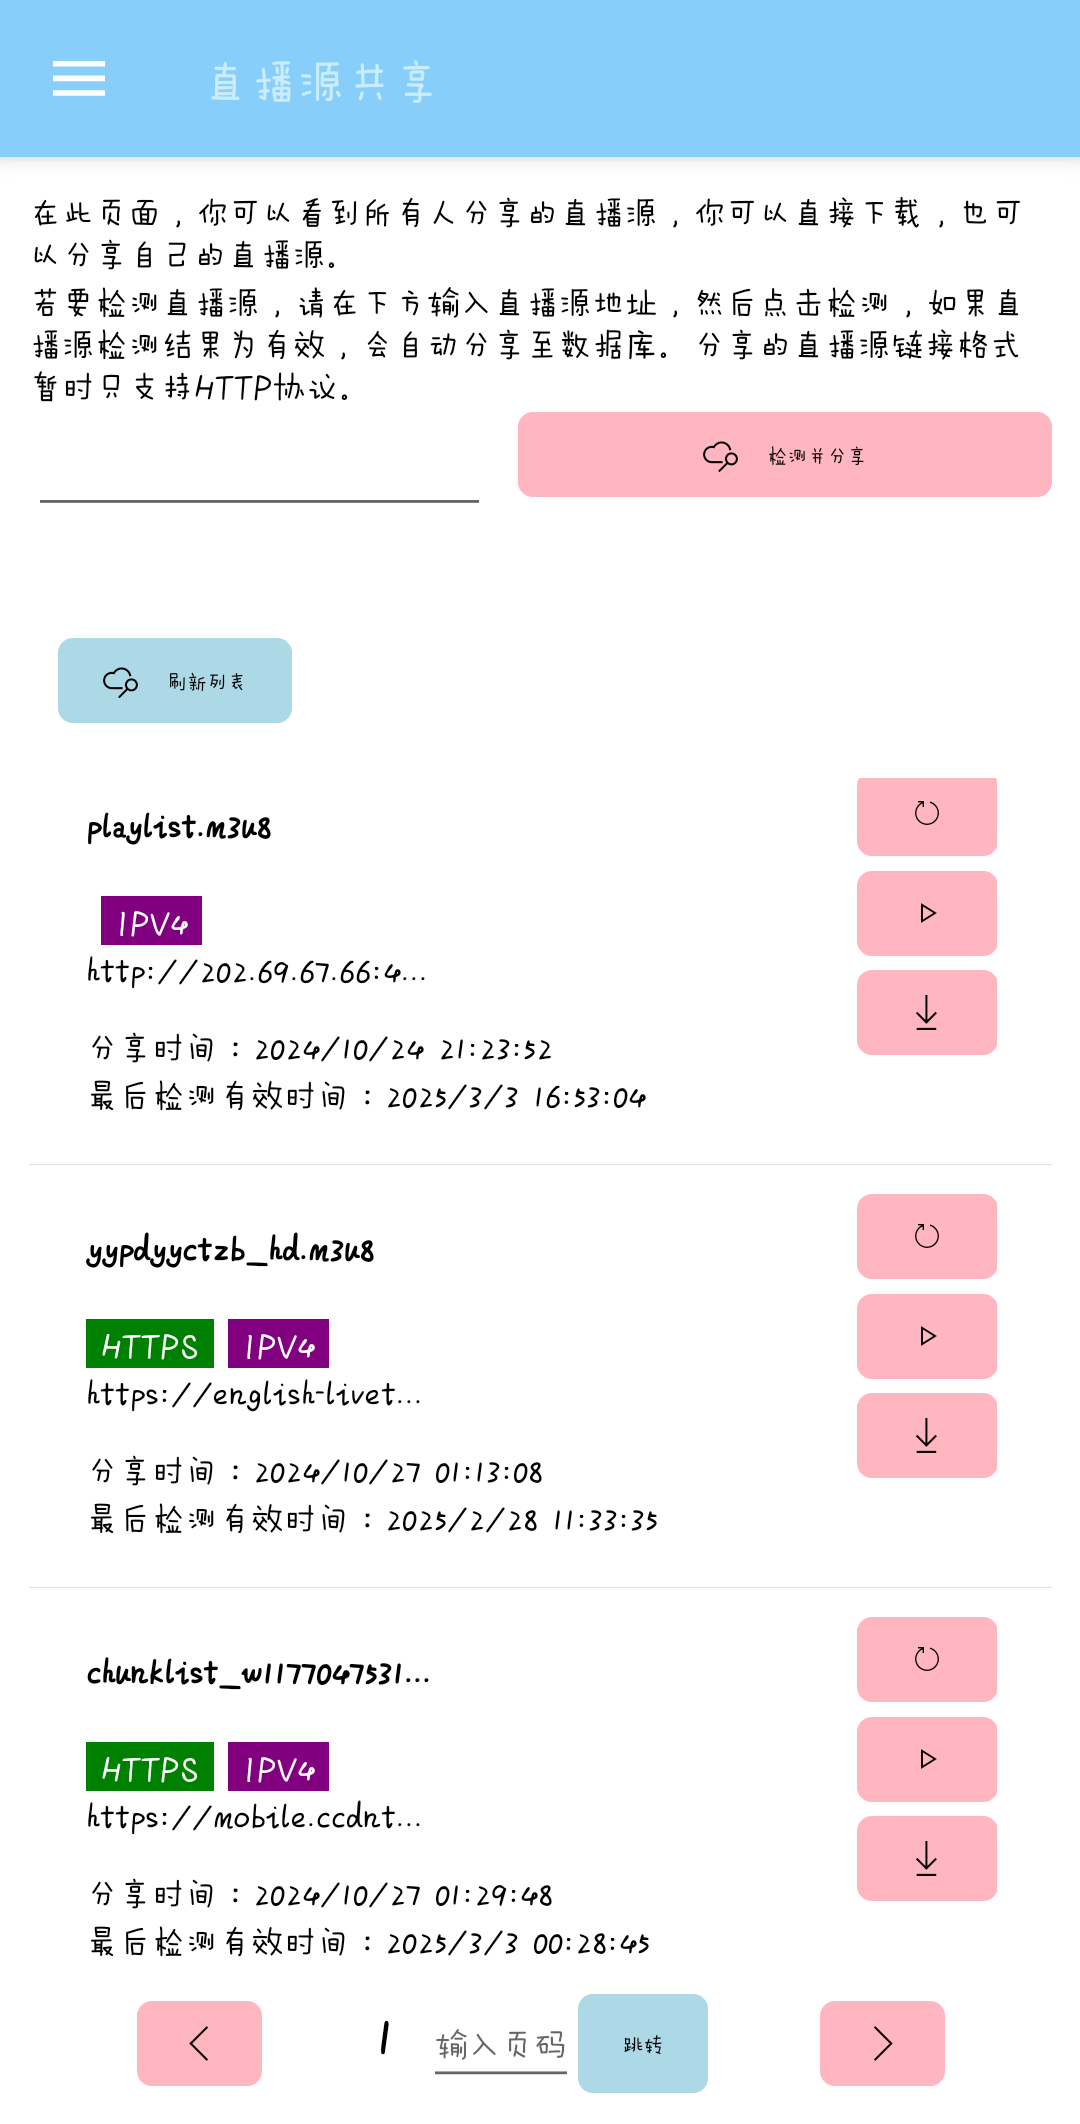 直播源共享
在此页面，你可以看到所有人分享的直播源，你可以直接下载，也可
以分享自己的直播源。
若要检测直播源，请在下方输入直播源地址，然后点击检测，如果直
播源检测结果为有效，会自动分享至数据库。 分享的直播源链接格式
暂时只支持HTTP协议。
检测并分享
刷新列表
playlist.m3u8
IPV4
http://202.69.67.66:4...
分享时间：2024/10/24 21:23:52
最后检测有效时间：2025/3/3 16:53:04
yypdyyctzb_hd.m3u8
HTTPS IPV4
https://english-livet...
分享时间：2024/10/27 01:13:08
最后检测有效时间：2025/2/28 11:33:35
chunklist_w1177047531...
HTTPS IPV4
https://mobile.ccdnt...
分享时间：2024/10/27 01:29:48
最后检测有效时间：2025/3/3 00:28:45
1 输入页码 跳转